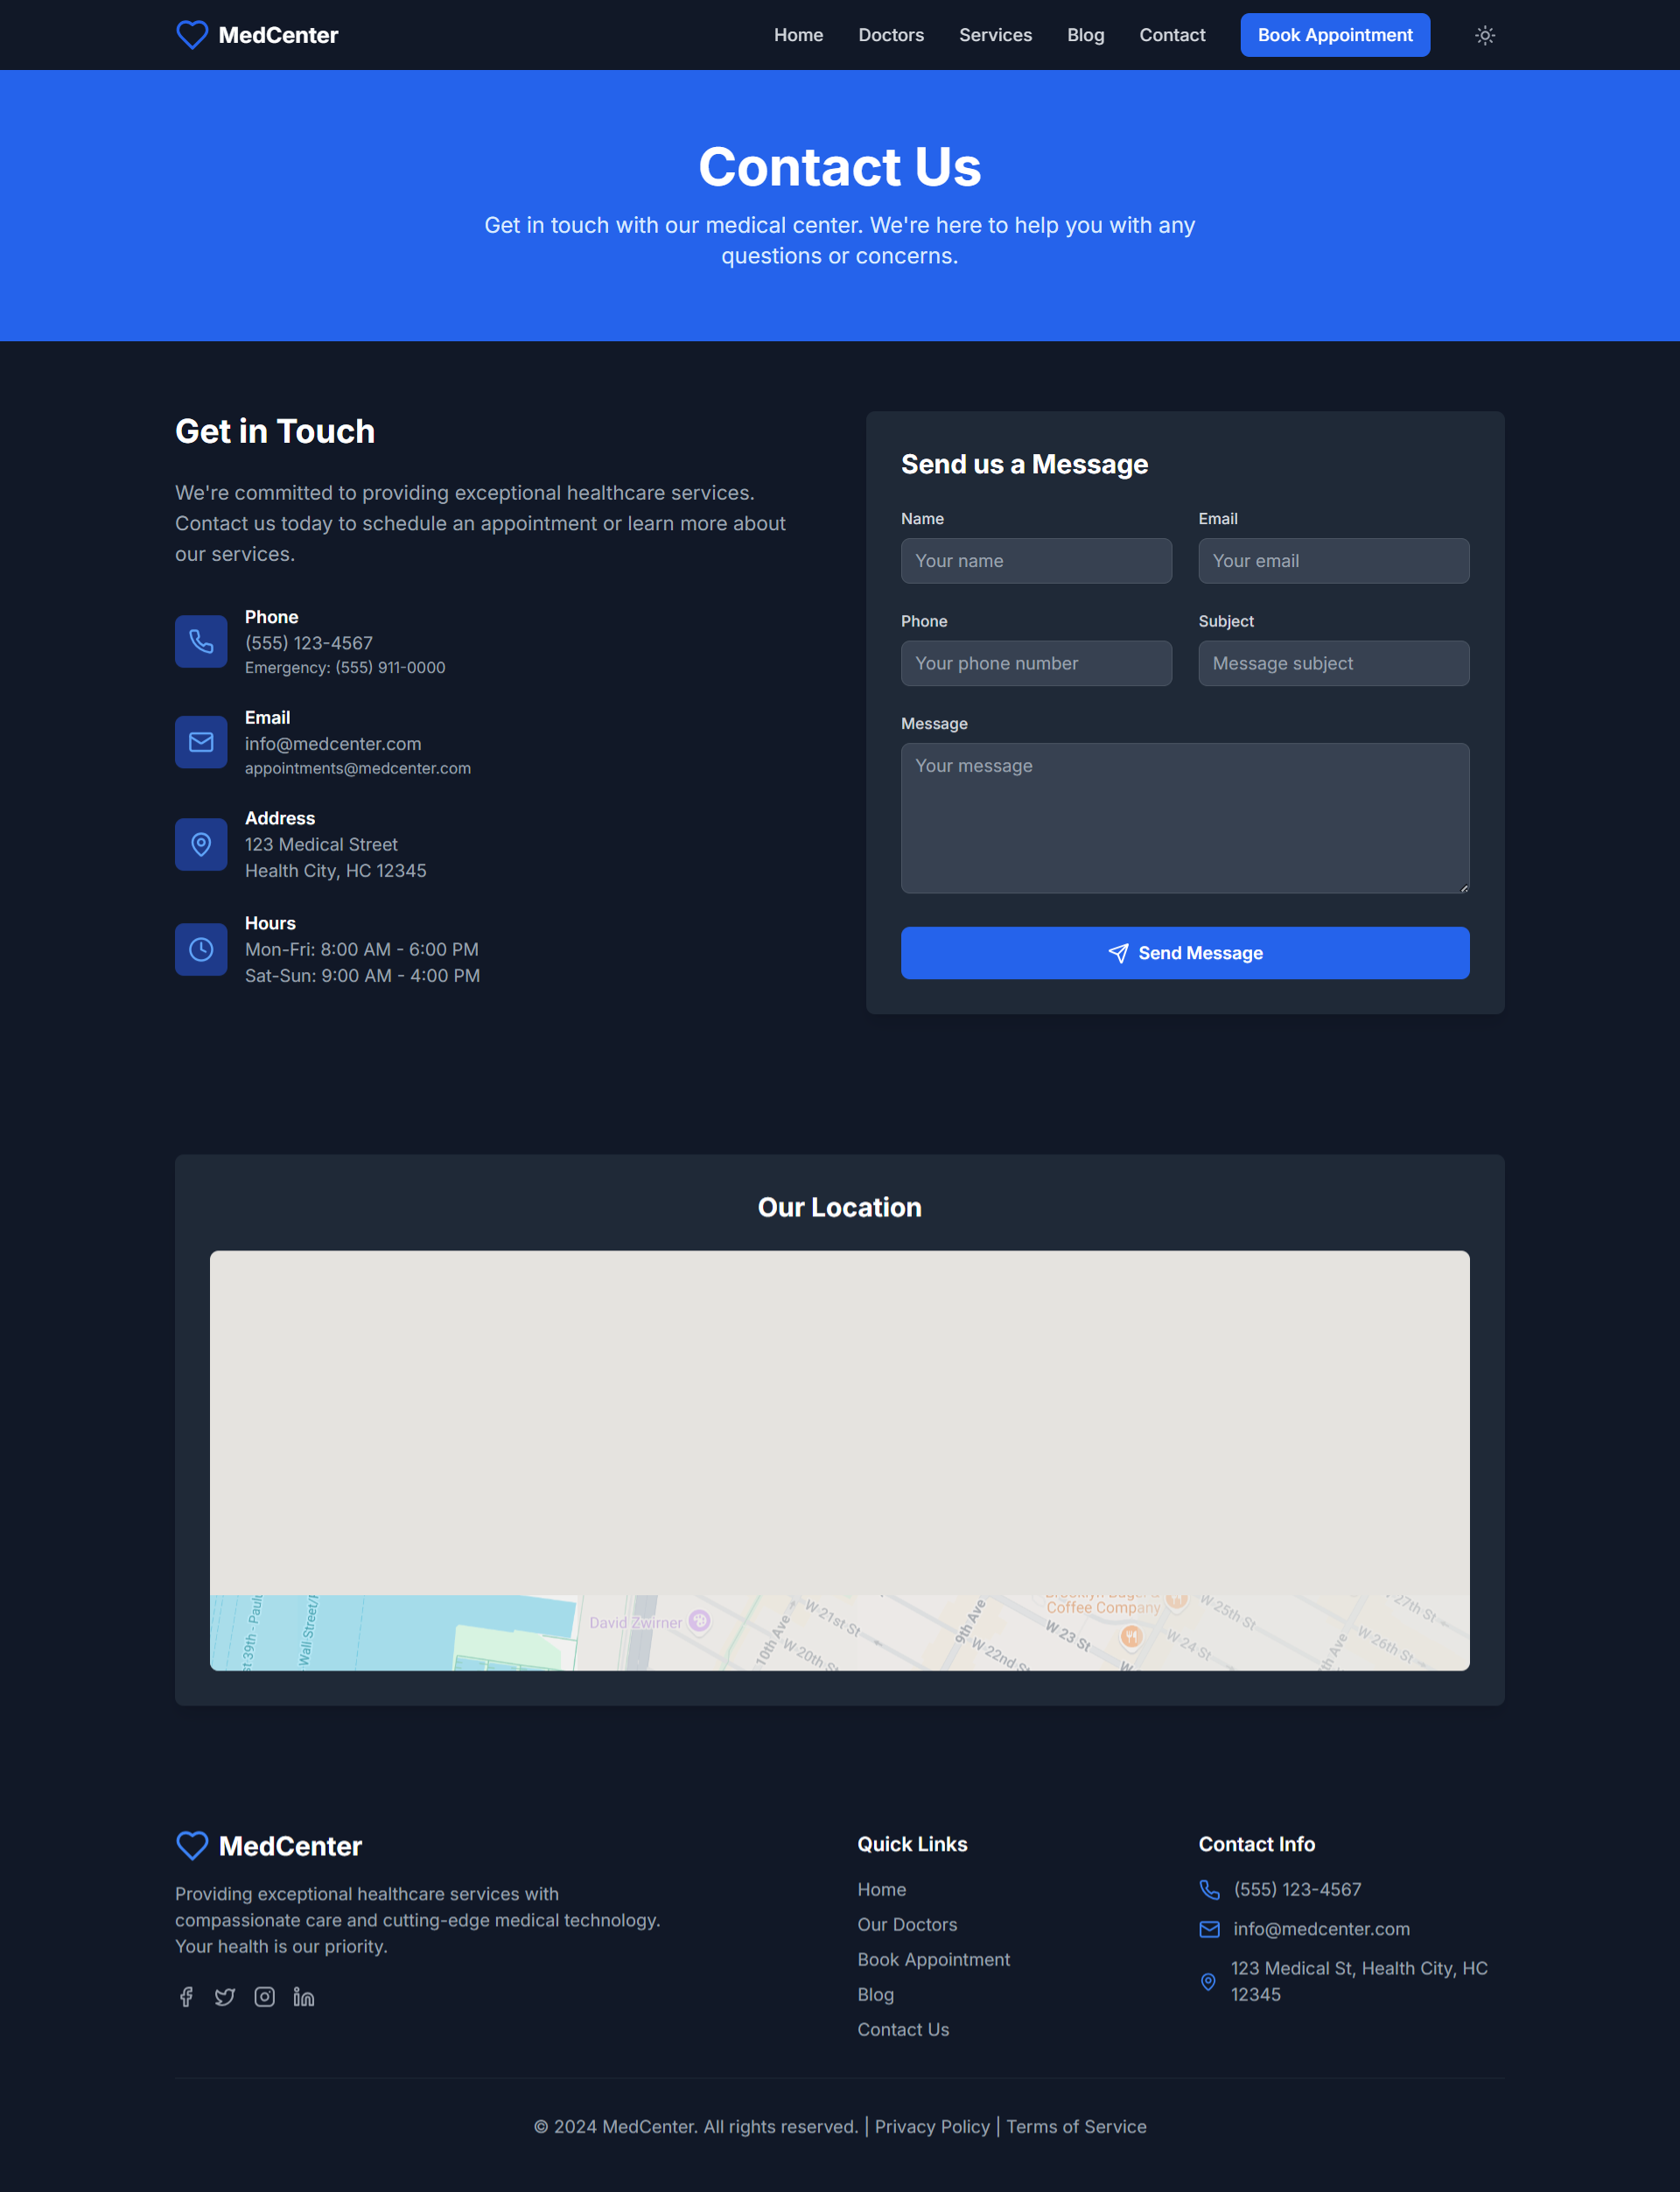 MedCenter
Home
Doctors
Services
Blog
Contact
Book Appointment
Contact Us
Get in touch with our medical center. We're here to help you with any
questions or concerns.
Get in Touch
We're committed to providing exceptional healthcare services.
Contact us today to schedule an appointment or learn more about
our services.
Phone
(555) 123-4567
Emergency: (555) 911-0000
Email
info@medcenter.com
appointments@medcenter.com
Address
123 Medical Street
Health City, HC 12345
Hours
Mon-Fri: 8:00 AM - 6:00 PM
Sat-Sun: 9:00 AM - 4:00 PM
Send us a Message
Name
Email
Your name
Your email
Phone
Subject
Your phone number
Message subject
Message
Your message
Send Message
Our Location
Wall Street/
David Zwirner
10th Ave
W 21st St
W 20th St
9th Ave
W 22nd St
W 23 St
Coffee Company
W 24 St
W 25th St
W 26th St
27th St
MedCenter
Providing exceptional healthcare services with
compassionate care and cutting-edge medical technology.
Your health is our priority.
Quick Links
Home
Our Doctors
Book Appointment
Blog
Contact Us
Contact Info
(555) 123-4567
info@medcenter.com
123 Medical St, Health City, HC
12345
© 2024 MedCenter. All rights reserved. | Privacy Policy | Terms of Service